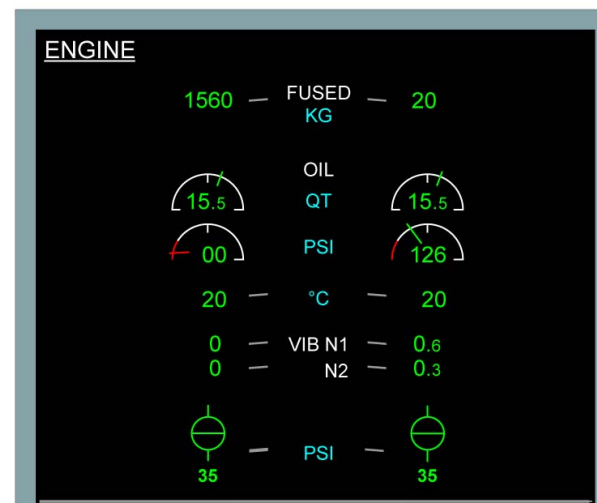 ENGINE
1560 FUSED 20
KG
OIL
15.5 QT 15.5
00 PSI 126
20 °C 20
0 VIB N1 0.6
0 N2 0.3
PSI
35 35